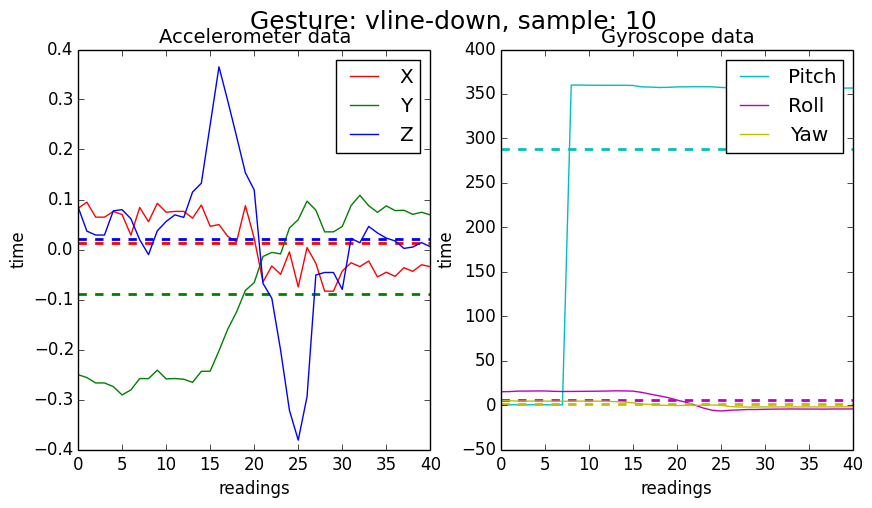 Gesture: vline-down, sample: 10
Accelerometer data
0.4
0.3
0.2
0.1
0.0
−0.1
−0.2
−0.3
−0.4
time
0
5
10
15
20
25
30
35
40
readings
X
Y
Z
Gyroscope data
400
350
300
250
200
150
100
50
0
−50
time
0
5
10
15
20
25
30
35
40
readings
Pitch
Roll
Yaw